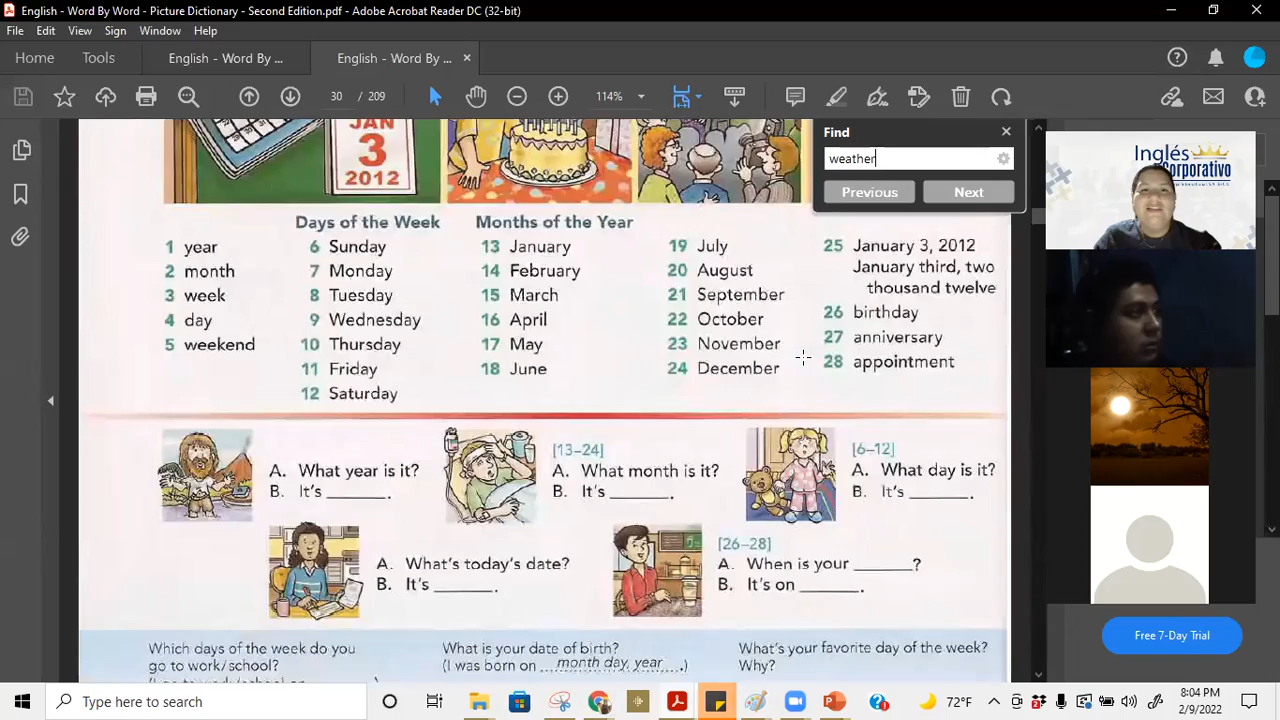 English - Word By Word - Picture Dictionary - Second Edition.pdf - Adobe Acrobat Reader DC (32-bit)
File Edit View Sign Window Help
Home Tools English - Word By ... English - Word By ... ×
30 / 209 114%
Find
weather
Previous Next
JAN
3
2012
Inglés
Corporativo
Days of the Week Months of the Year
1 year 6 Sunday 13 January 19 July 25 January 3, 2012
2 month 7 Monday 14 February 20 August January third, two
3 week 8 Tuesday 15 March 21 September thousand twelve
4 day 9 Wednesday 16 April 22 October 26 birthday
5 weekend 10 Thursday 17 May 23 November 27 anniversary
11 Friday 18 June 24 December 28 appointment
12 Saturday
[13–24] [6–12]
A. What year is it? A. What month is it? A. What day is it?
B. It's ______. B. It's ______. B. It's ______.
[26–28]
A. What's today's date? A. When is your ______?
B. It's ______. B. It's on ______.
Which days of the week do you What is your date of birth? What's your favorite day of the week?
go to work/school? (I was born on month day, year .) Why?
(I go to work/school on
Free 7-Day Trial
Type here to search
72°F
8:04 PM
2/9/2022